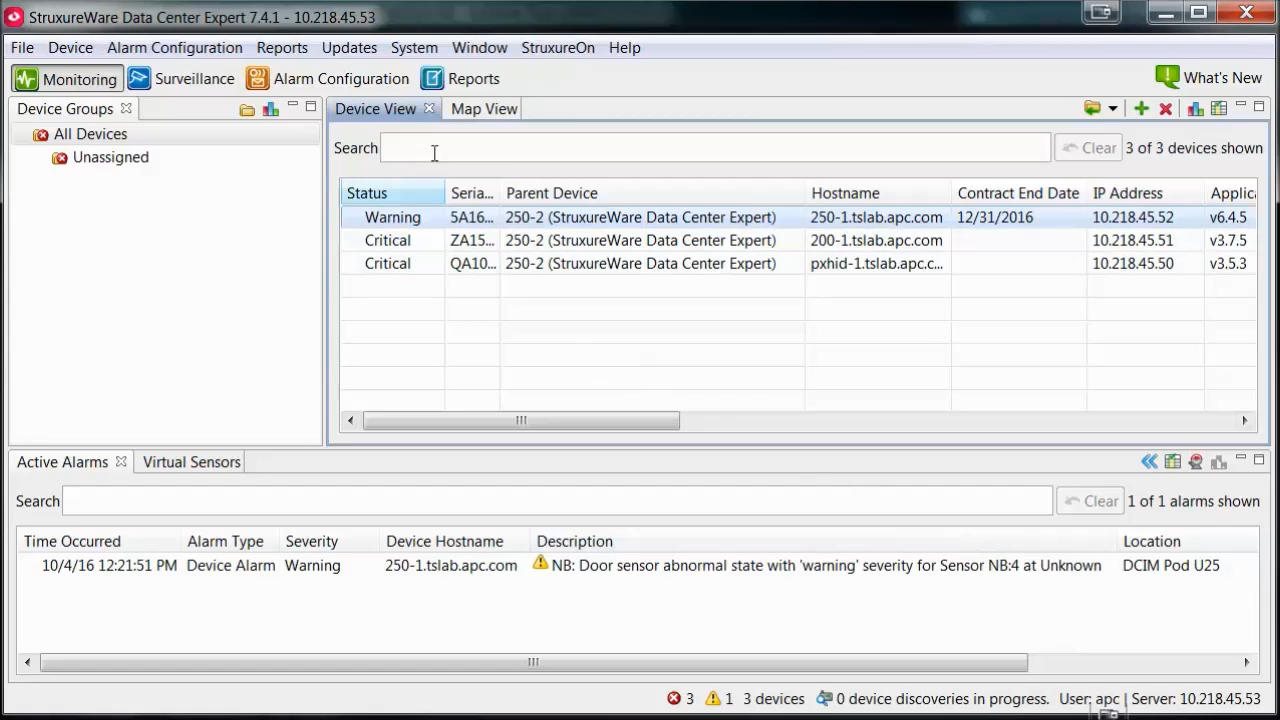 StruxureWare Data Center Expert 7.4.1 - 10.218.45.53
File Device Alarm Configuration Reports Updates System Window StruxureOn Help
Monitoring Surveillance Alarm Configuration Reports What's New
Device Groups
All Devices
Unassigned
Device View Map View
Search Clear 3 of 3 devices shown
Status Seria... Parent Device Hostname Contract End Date IP Address Applica
Warning 5A16... 250-2 (StruxureWare Data Center Expert) 250-1.tslab.apc.com 12/31/2016 10.218.45.52 v6.4.5
Critical ZA15... 250-2 (StruxureWare Data Center Expert) 200-1.tslab.apc.com 10.218.45.51 v3.7.5
Critical QA10... 250-2 (StruxureWare Data Center Expert) pxhid-1.tslab.apc.c... 10.218.45.50 v3.5.3
Active Alarms Virtual Sensors
Search Clear 1 of 1 alarms shown
Time Occurred Alarm Type Severity Device Hostname Description Location
10/4/16 12:21:51 PM Device Alarm Warning 250-1.tslab.apc.com NB: Door sensor abnormal state with 'warning' severity for Sensor NB:4 at Unknown DCIM Pod U25
3 1 3 devices 0 device discoveries in progress. User: apc | Server: 10.218.45.53